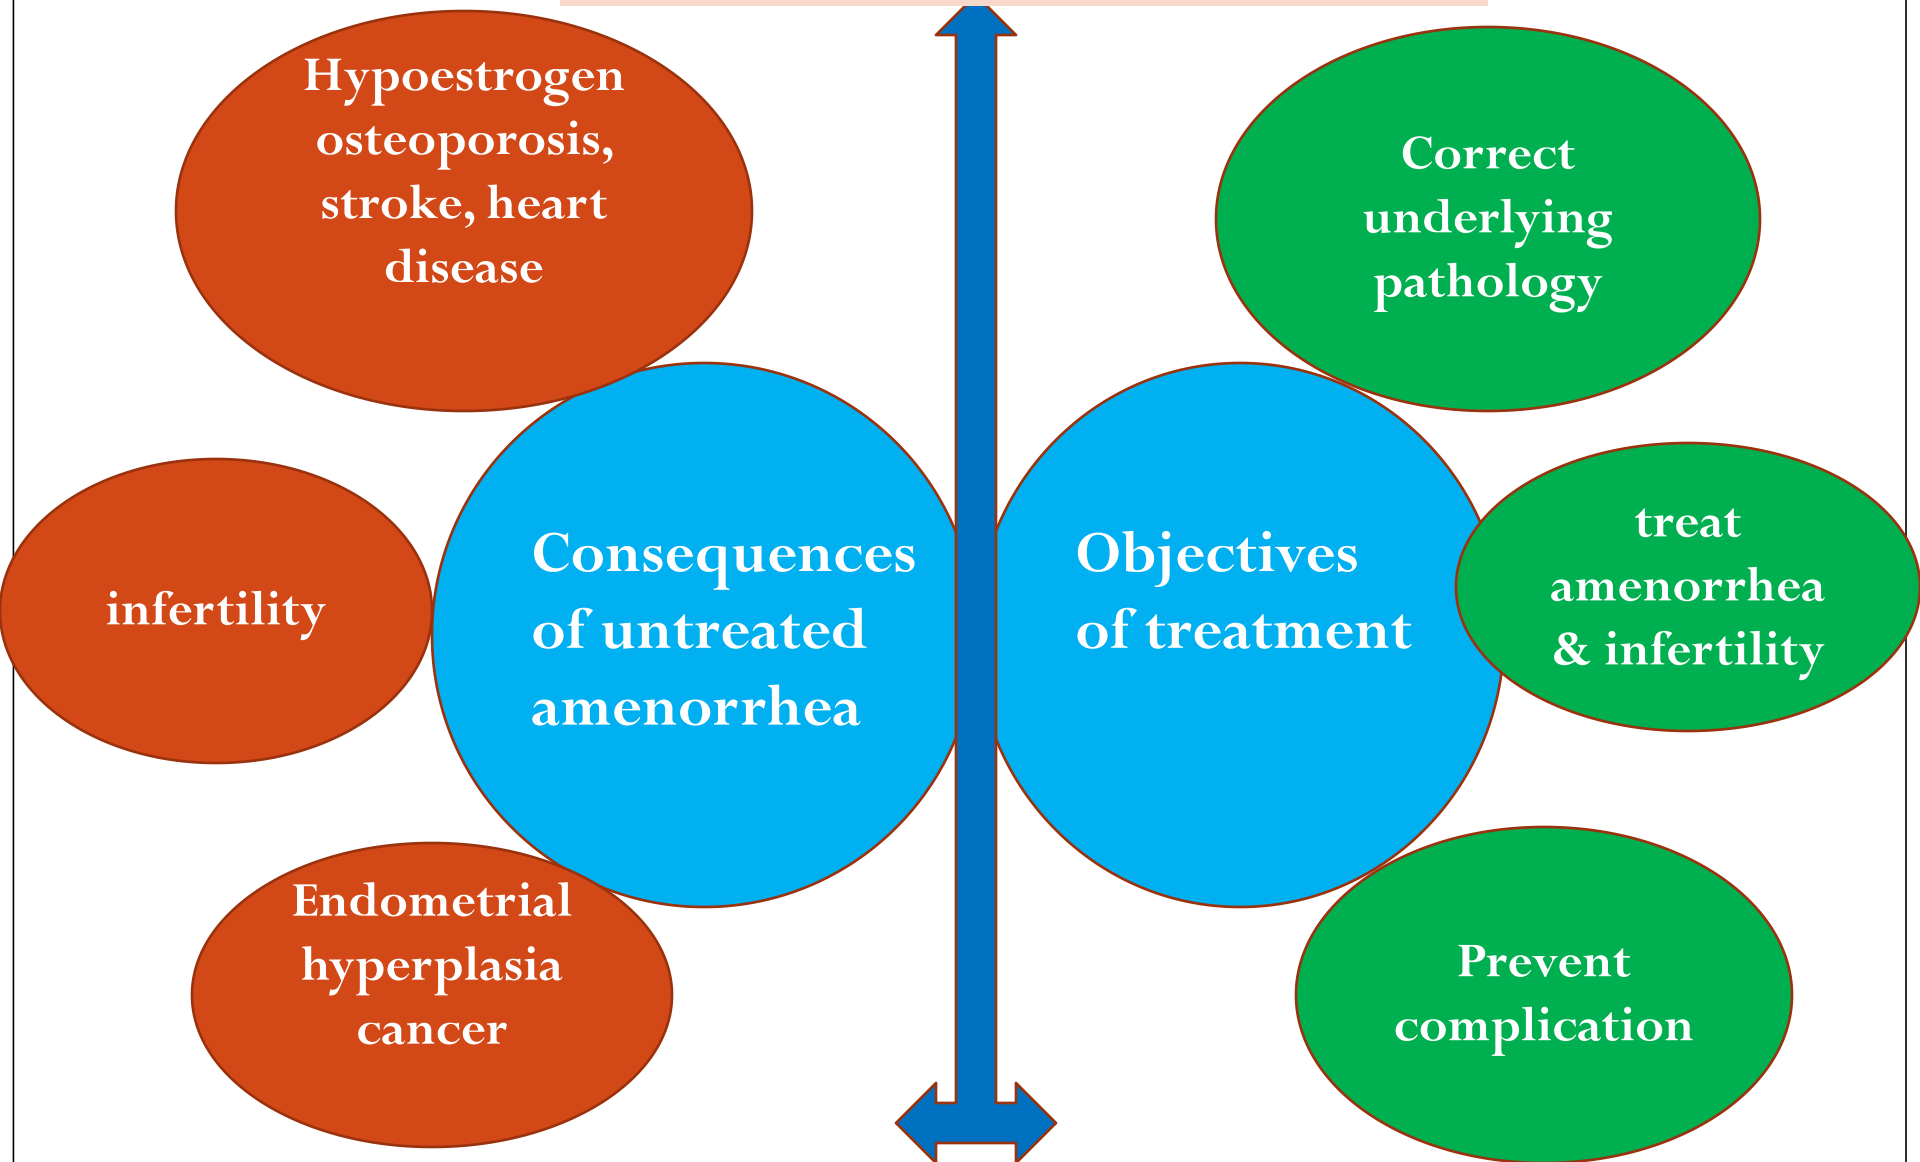 Hypoestrogen
osteoporosis,
stroke, heart
disease
infertility
Consequences
of untreated
amenorrhea
Endometrial
hyperplasia
cancer
Correct
underlying
pathology
Objectives
of treatment
treat
amenorrhea
& infertility
Prevent
complication